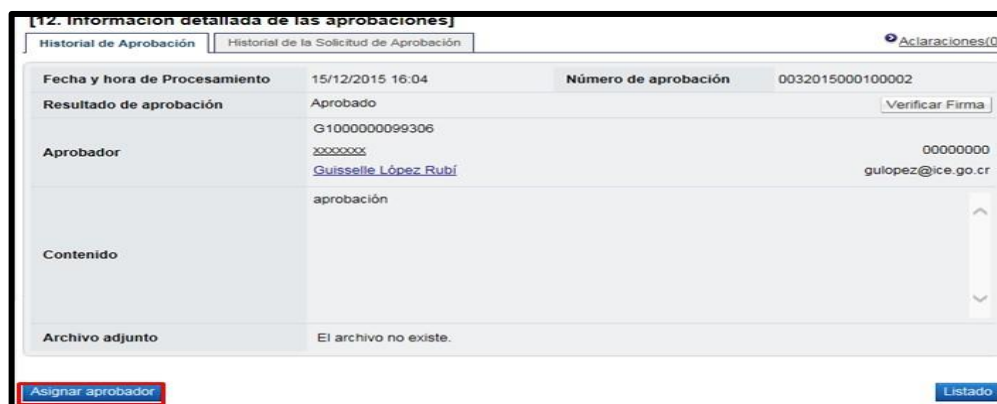 [12. Información detallada de las aprobaciones]
Historial de Aprobación Historial de la Solicitud de Aprobación Aclaraciones(0
Fecha y hora de Procesamiento 15/12/2015 16:04 Número de aprobación 0032015000100002
Resultado de aprobación Aprobado Verificar Firma
G1000000099306
Aprobador xxxxxxx 00000000
Guisselle López Rubí gulopez@ice.go.cr
aprobación
Contenido
Archivo adjunto El archivo no existe.
Asignar aprobador Listado